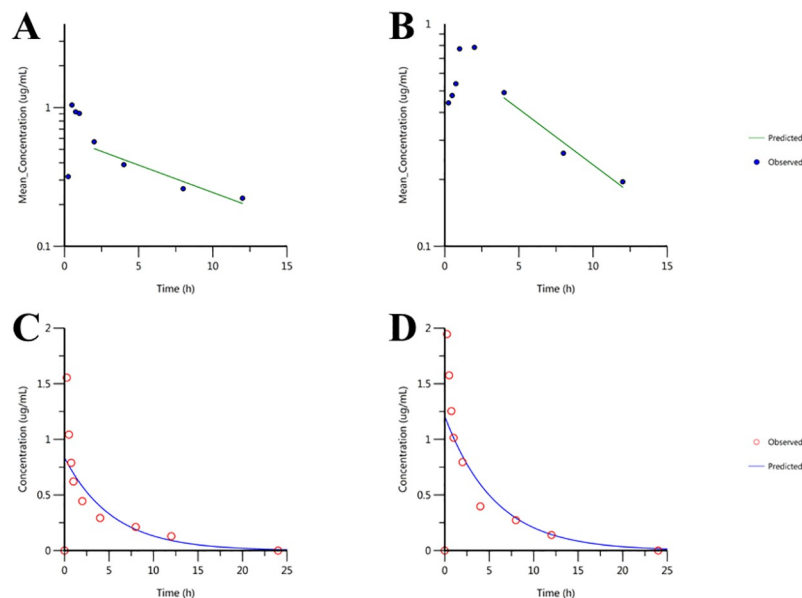 A
Mean_Concentration (ug/mL)
1
0.1
0
5
10
15
Time (h)
B
Mean_Concentration (ug/mL)
1
0.1
0
5
10
15
Time (h)
Predicted
Observed
C
Concentration (ug/mL)
2
1.5
1
0.5
0
0
5
10
15
20
25
Time (h)
D
Concentration (ug/mL)
2
1.5
1
0.5
0
0
5
10
15
20
25
Time (h)
Observed
Predicted